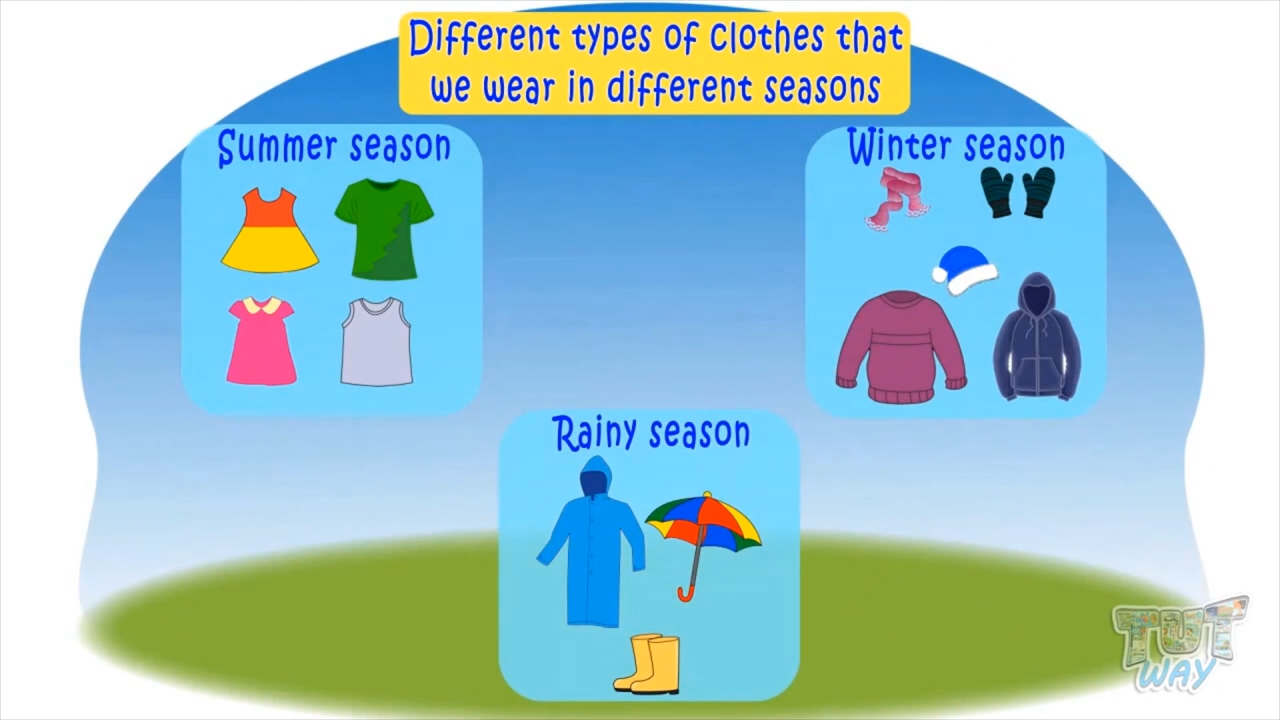 Different types of clothes that
we wear in different seasons
Summer season
Winter season
Rainy season
TUT
WAY